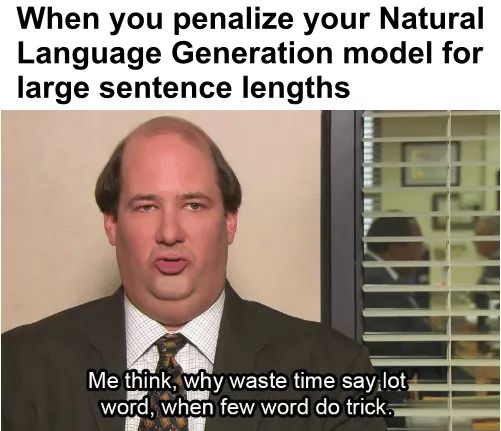 When you penalize your Natural
Language Generation model for
large sentence lengths
Me think, why waste time say lot
word, when few word do trick.